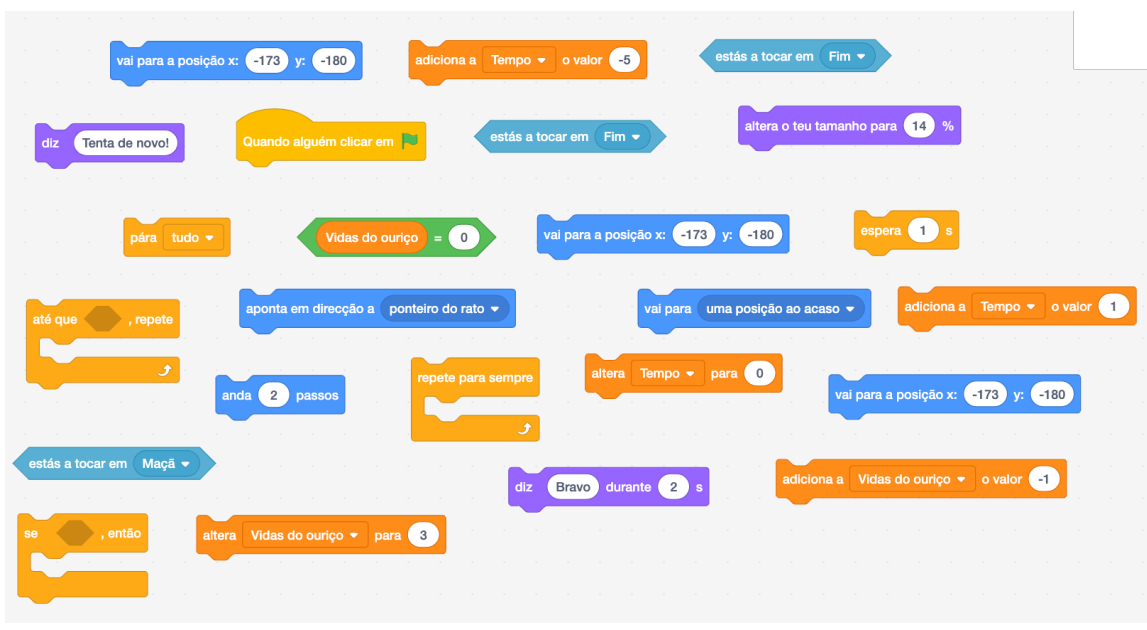 vai para a posição x: -173 y: -180
adiciona a Tempo o valor -5
estás a tocar em Fim
diz Tenta de novo!
Quando alguém clicar em
estás a tocar em Fim
altera o teu tamanho para 14 %
pára tudo
Vidas do ouriço = 0
vai para a posição x: -173 y: -180
espera 1 s
até que , repete
aponta em direcção a ponteiro do rato
vai para uma posição ao acaso
adiciona a Tempo o valor 1
anda 2 passos
repete para sempre
altera Tempo para 0
vai para a posição x: -173 y: -180
estás a tocar em Maçã
diz Bravo durante 2 s
adiciona a Vidas do ouriço o valor -1
se , então
altera Vidas do ouriço para 3